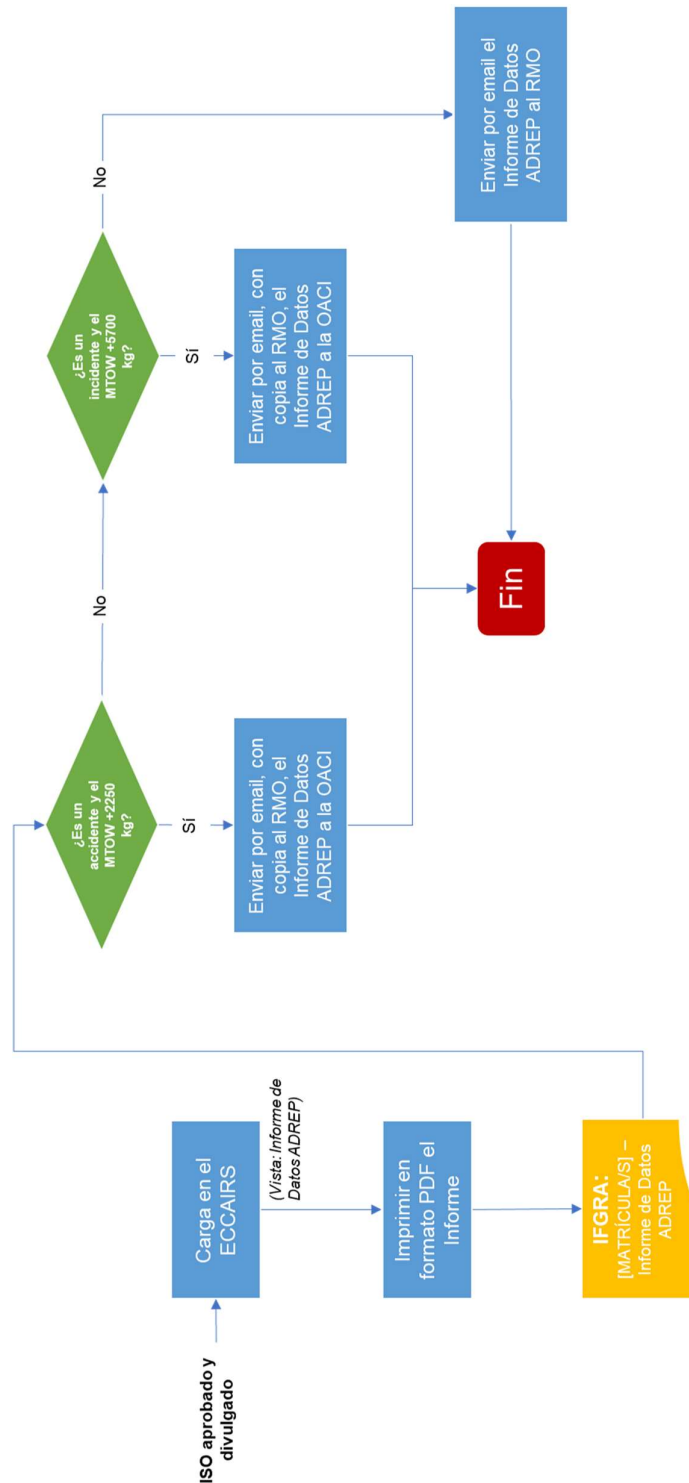 ISO aprobado y
divulgado
Carga en el
ECCAIRS
(Vista: Informe de
Datos ADREP)
Imprimir en
formato PDF el
Informe
IFGRA:
[MATRÍCULA/S] –
Informe de Datos
ADREP
¿Es un
accidente y el
MTOW +2250
kg?
Sí
No
Enviar por email, con
copia al RMO, el
Informe de Datos
ADREP a la OACI
¿Es un
incidente y el
MTOW +5700
kg?
Sí
No
Enviar por email, con
copia al RMO, el
Informe de Datos
ADREP a la OACI
Enviar por email el
Informe de Datos
ADREP al RMO
Fin